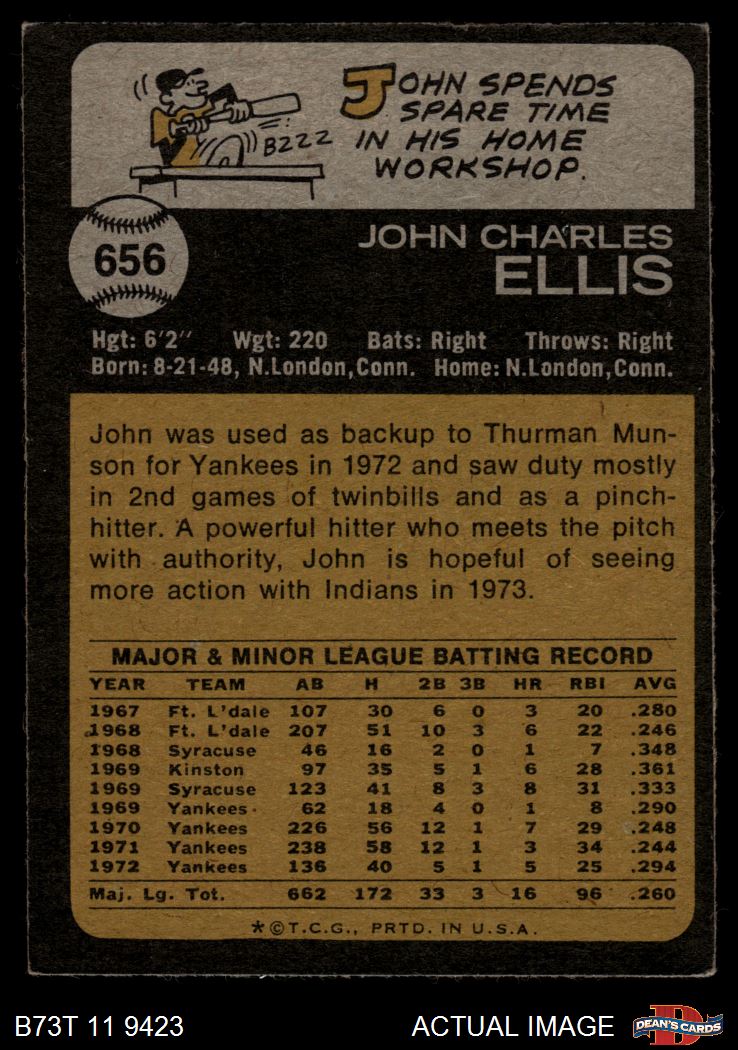 JOHN SPENDS
SPARE TIME
IN HIS HOME
WORKSHOP.
BZZZ
656
JOHN CHARLES
ELLIS
Hgt: 6'2" Wgt: 220 Bats: Right Throws: Right
Born: 8-21-48, N.London,Conn. Home: N.London,Conn.
John was used as backup to Thurman Mun-
son for Yankees in 1972 and saw duty mostly
in 2nd games of twinbills and as a pinch-
hitter. A powerful hitter who meets the pitch
with authority, John is hopeful of seeing
more action with Indians in 1973.
MAJOR & MINOR LEAGUE BATTING RECORD
YEAR TEAM AB H 2B 3B HR RBI AVG
1967 Ft. L'dale 107 30 6 0 3 20 .280
1968 Ft. L'dale 207 51 10 3 6 22 .246
1968 Syracuse 46 16 2 0 1 7 .348
1969 Kinston 97 35 5 1 6 28 .361
1969 Syracuse 123 41 8 3 8 31 .333
1969 Yankees 62 18 4 0 1 8 .290
1970 Yankees 226 56 12 1 7 29 .248
1971 Yankees 238 58 12 1 3 34 .244
1972 Yankees 136 40 5 1 5 25 .294
Maj. Lg. Tot. 662 172 33 3 16 96 .260
*©T.C.G., PRTD. IN U.S.A.
B73T 11 9423 ACTUAL IMAGE D DEAN'S CARDS